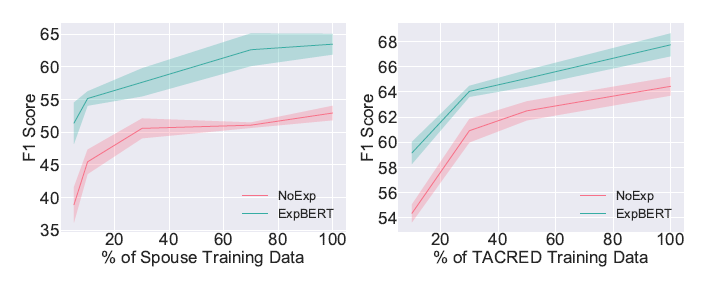 65
60
55
50
45
40
35
F1 Score
20 40 60 80 100
% of Spouse Training Data
NoExp
ExpBERT
68
66
64
62
60
58
56
54
F1 Score
20 40 60 80 100
% of TACRED Training Data
NoExp
ExpBERT